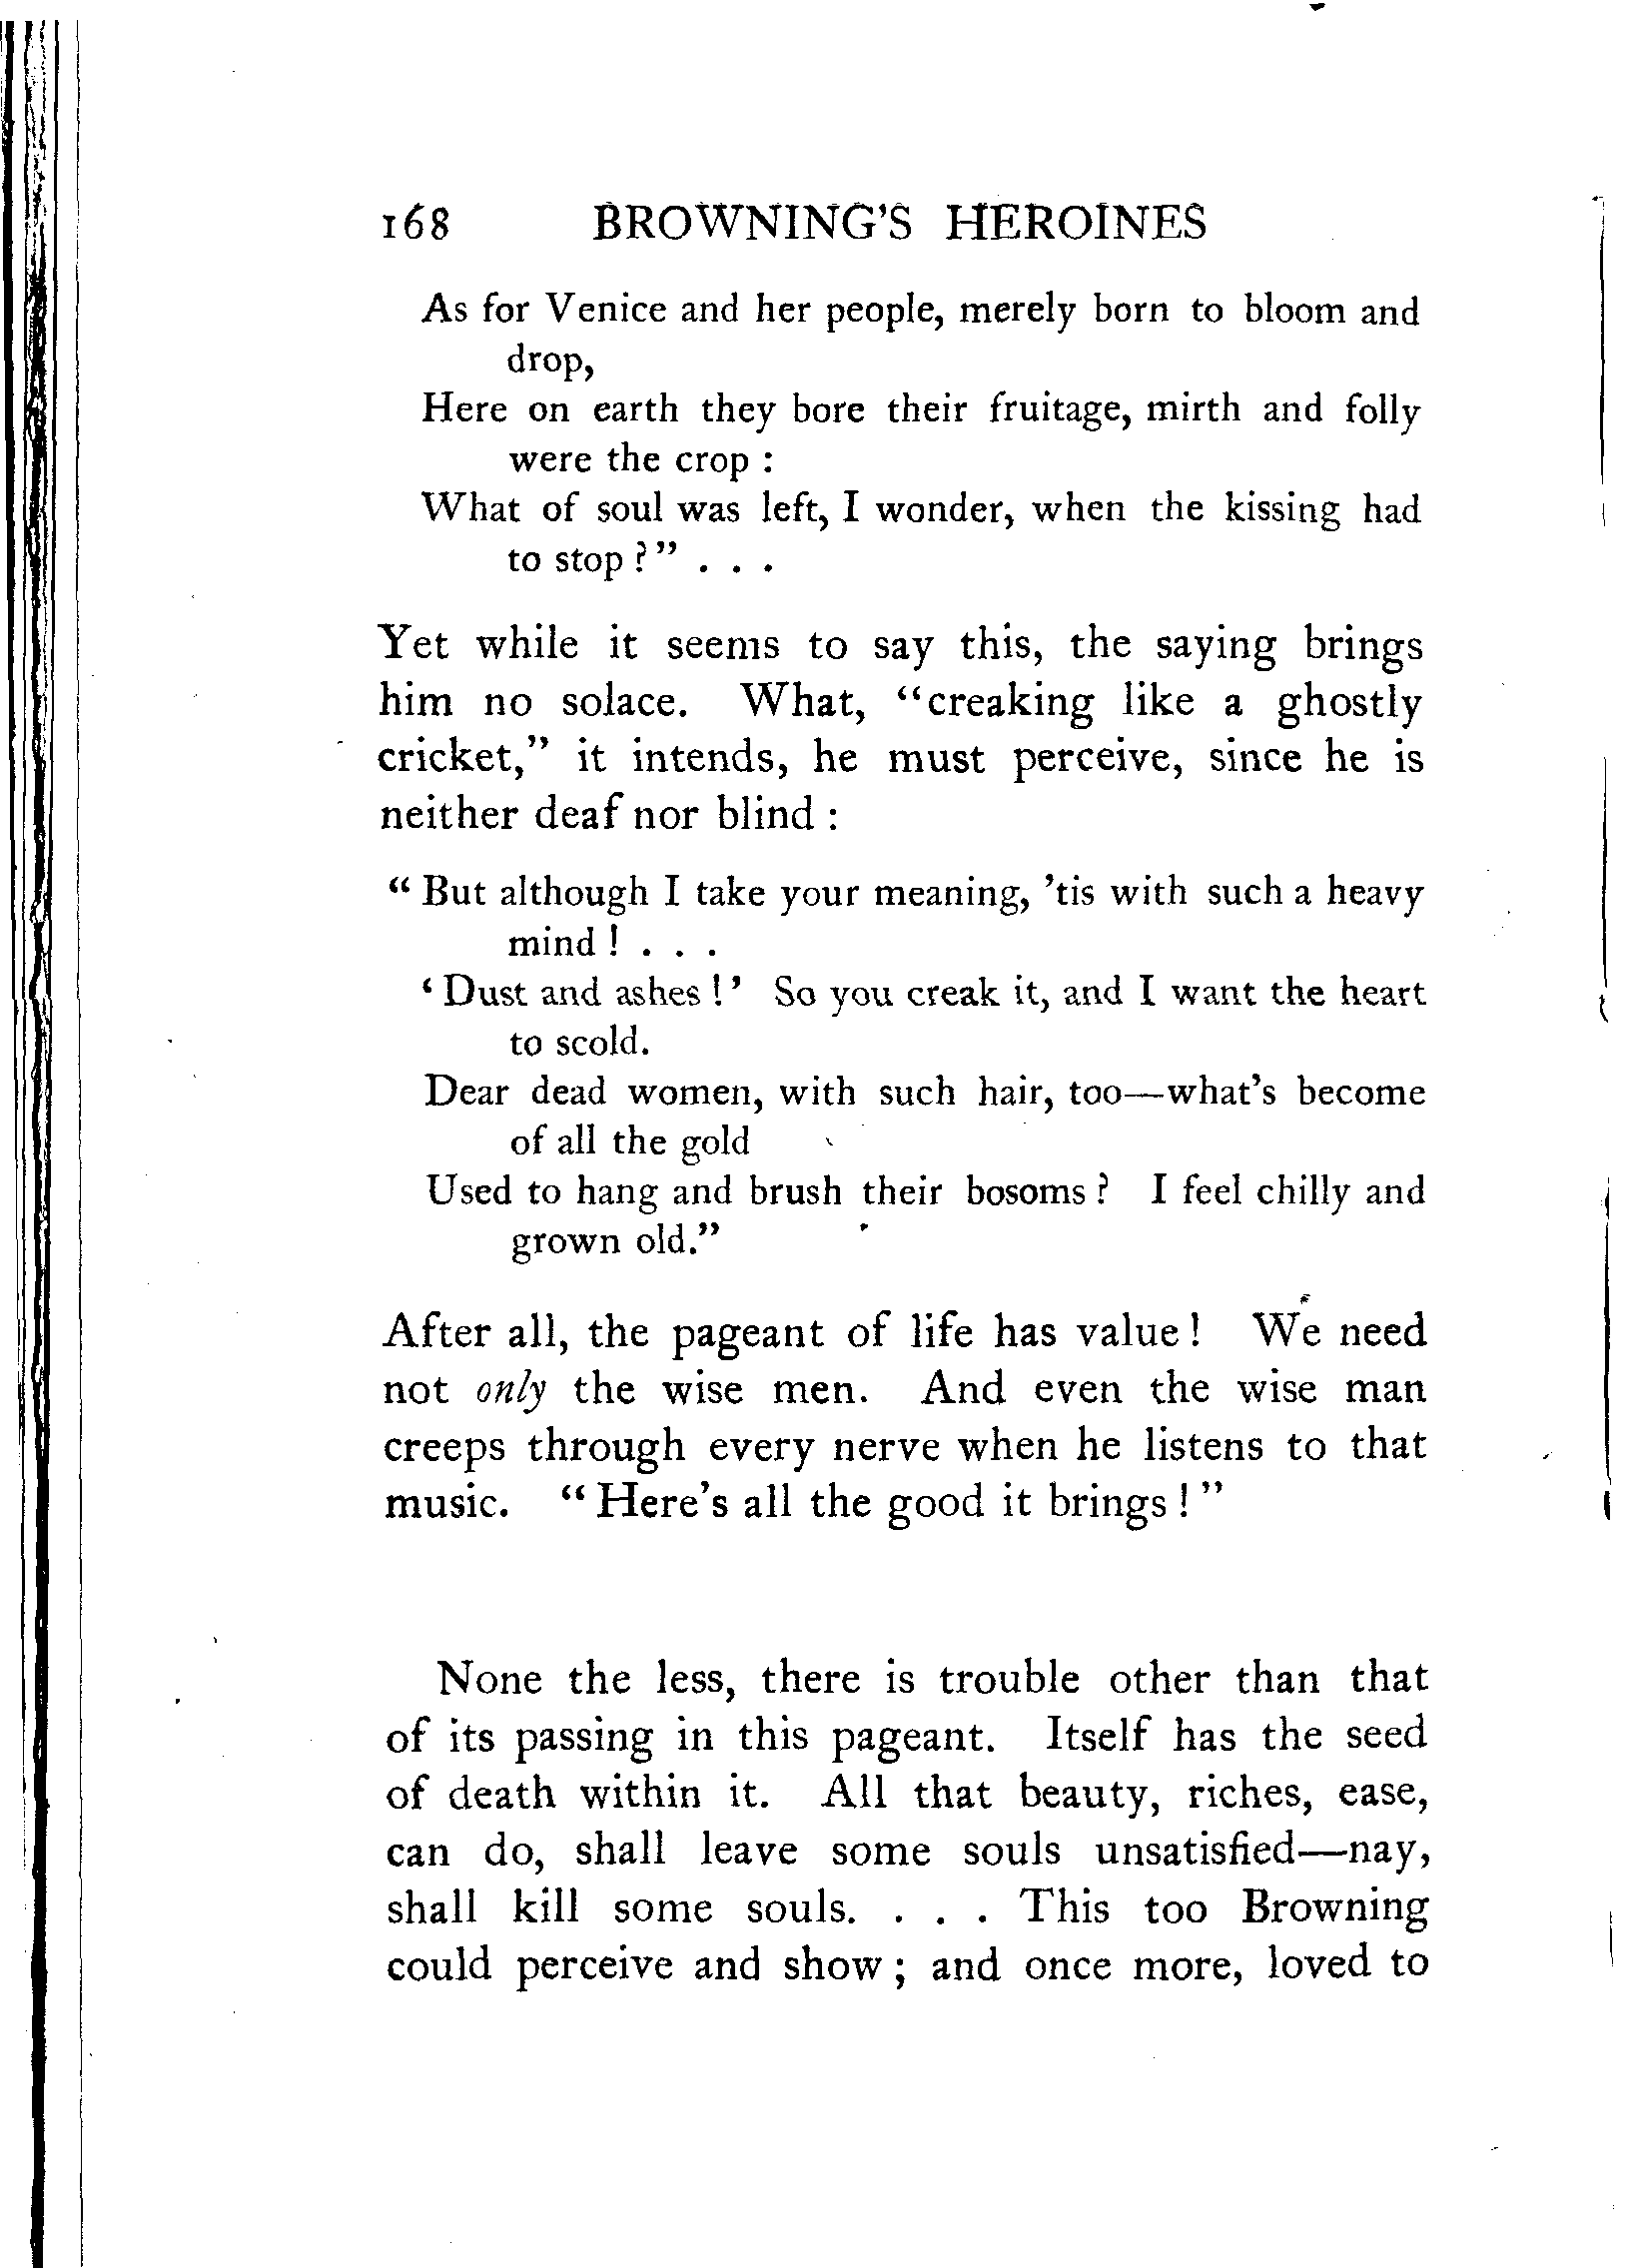 168 BROWNING'S HEROINES
As for Venice and her people, merely born to bloom and
drop,
Here on earth they bore their fruitage, mirth and folly
were the crop :
What of soul was left, I wonder, when the kissing had
to stop ?" . . .
Yet while it seems to say this, the saying brings
him no solace. What, "creaking like a ghostly
cricket," it intends, he must perceive, since he is
neither deaf nor blind :
" But although I take your meaning, 'tis with such a heavy
mind ! . . .
' Dust and ashes !' So you creak it, and I want the heart
to scold.
Dear dead women, with such hair, too—what's become
of all the gold
Used to hang and brush their bosoms ? I feel chilly and
grown old."
After all, the pageant of life has value ! We need
not only the wise men. And even the wise man
creeps through every nerve when he listens to that
music. " Here's all the good it brings ! "
None the less, there is trouble other than that
of its passing in this pageant. Itself has the seed
of death within it. All that beauty, riches, ease,
can do, shall leave some souls unsatisfied—nay,
shall kill some souls. . . . This too Browning
could perceive and show ; and once more, loved to